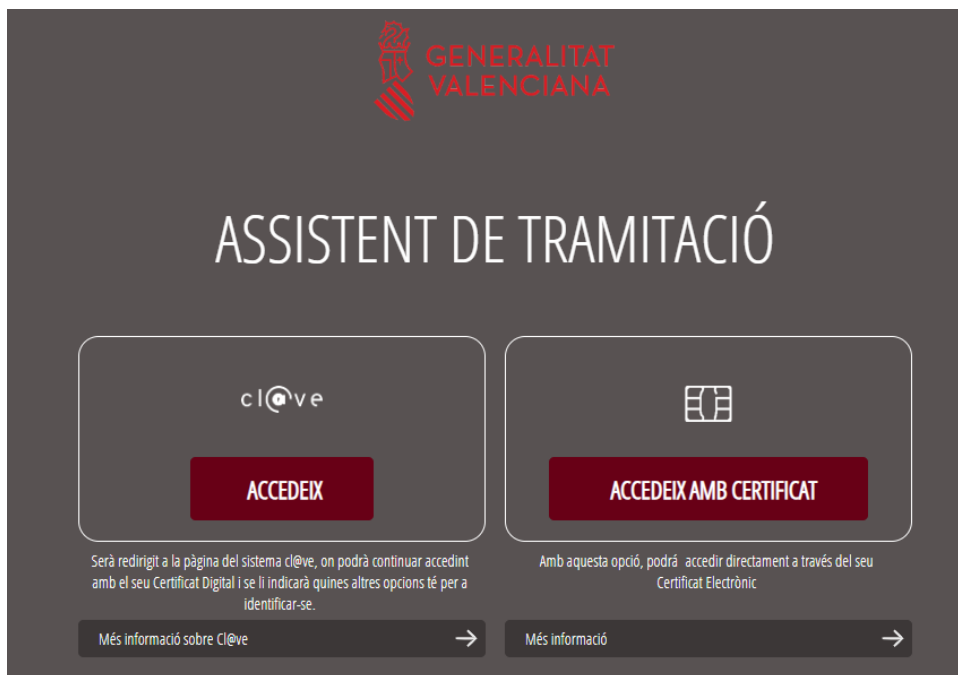 GENERALITAT
VALENCIANA
ASSISTENT DE TRAMITACIÓ
cl@ve
ACCEDEIX
Serà redirigit a la pàgina del sistema cl@ve, on podrà continuar accedint
amb el seu Certificat Digital i se li indicarà quines altres opcions té per a
identificar-se.
Més informació sobre Cl@ve
ACCEDEIX AMB CERTIFICAT
Amb aquesta opció, podrá accedir directament a través del seu
Certificat Electrònic
Més informació